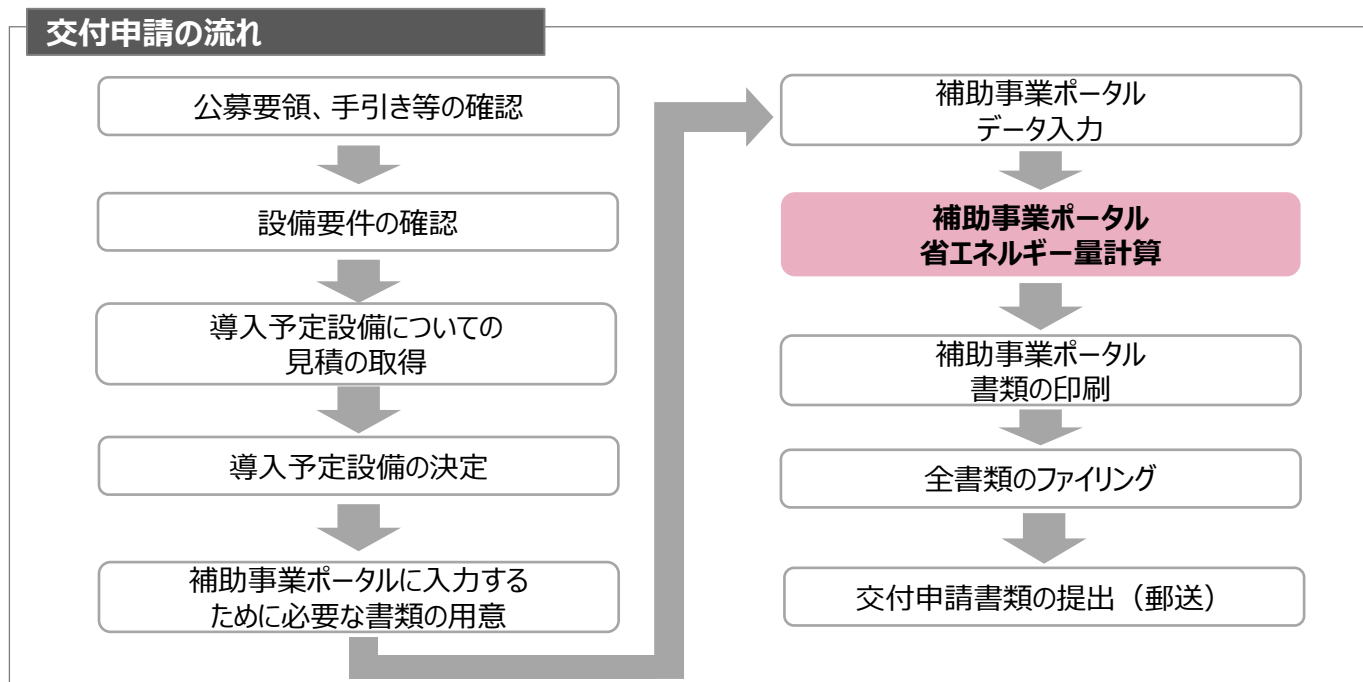 交付申請の流れ
公募要領、手引き等の確認
設備要件の確認
導入予定設備についての
見積の取得
導入予定設備の決定
補助事業ポータルに入力する
ために必要な書類の用意
補助事業ポータル
データ入力
補助事業ポータル
省エネルギー量計算
補助事業ポータル
書類の印刷
全書類のファイリング
交付申請書類の提出（郵送）